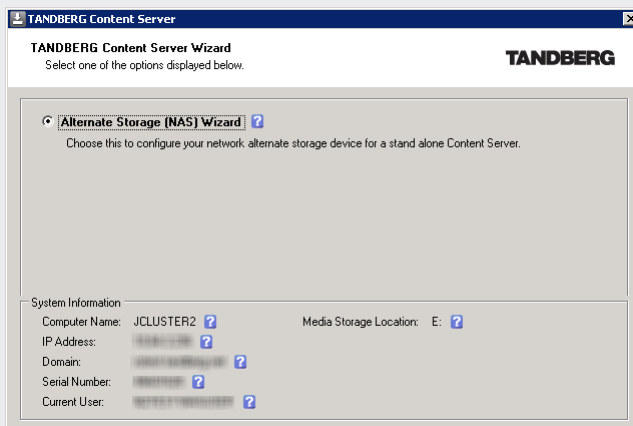 TANDBERG Content Server
TANDBERG Content Server Wizard
Select one of the options displayed below.
TANDBERG
Alternate Storage (NAS) Wizard ?
Choose this to configure your network alternate storage device for a stand alone Content Server.
System Information
Computer Name: JCLUSTER2 ? Media Storage Location: E: ?
IP Address: ?
Domain: ?
Serial Number: ?
Current User: ?